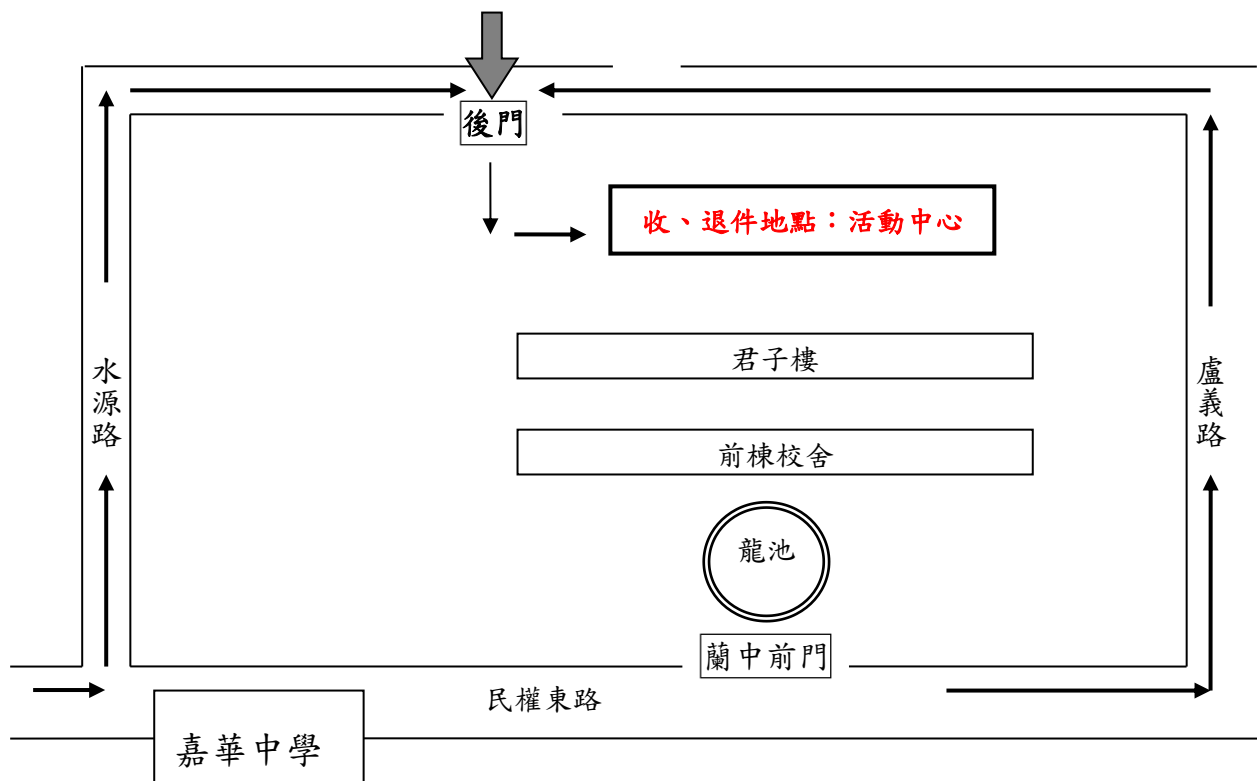 後門
收、退件地點：活動中心
君子樓
水源路
盧義路
前棟校舍
龍池
蘭中前門
民權東路
嘉華中學